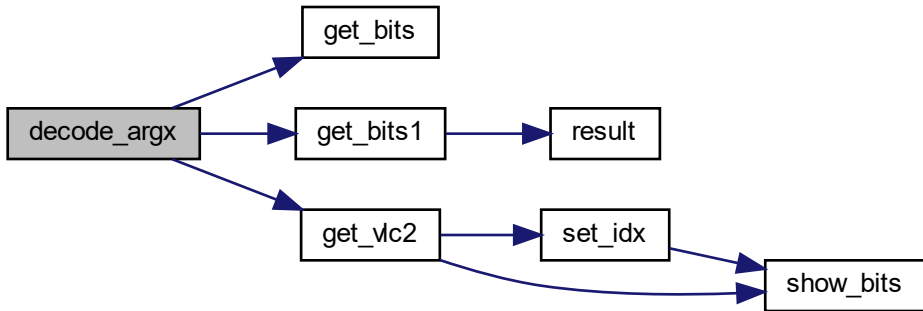 get_bits
decode_argx
get_bits1
result
get_vlc2
set_idx
show_bits